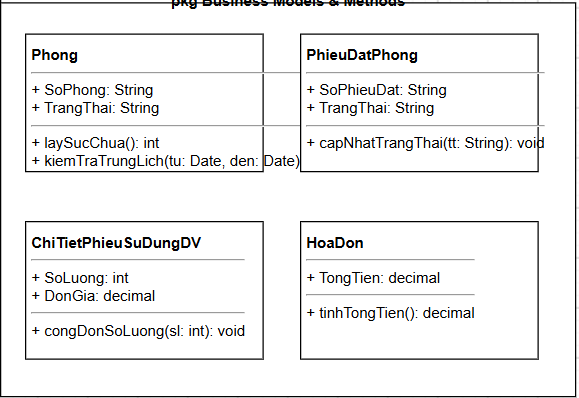 pkg Business Models & Methods
Phong
+ SoPhong: String
+ TrangThai: String
+ laySucChua(): int
+ kiemTraTrungLich(tu: Date, den: Date)
PhieuDatPhong
+ SoPhieuDat: String
+ TrangThai: String
+ capNhatTrangThai(tt: String): void
ChiTietPhieuSuDungDV
+ SoLuong: int
+ DonGia: decimal
+ congDonSoLuong(sl: int): void
HoaDon
+ TongTien: decimal
+ tinhTongTien(): decimal